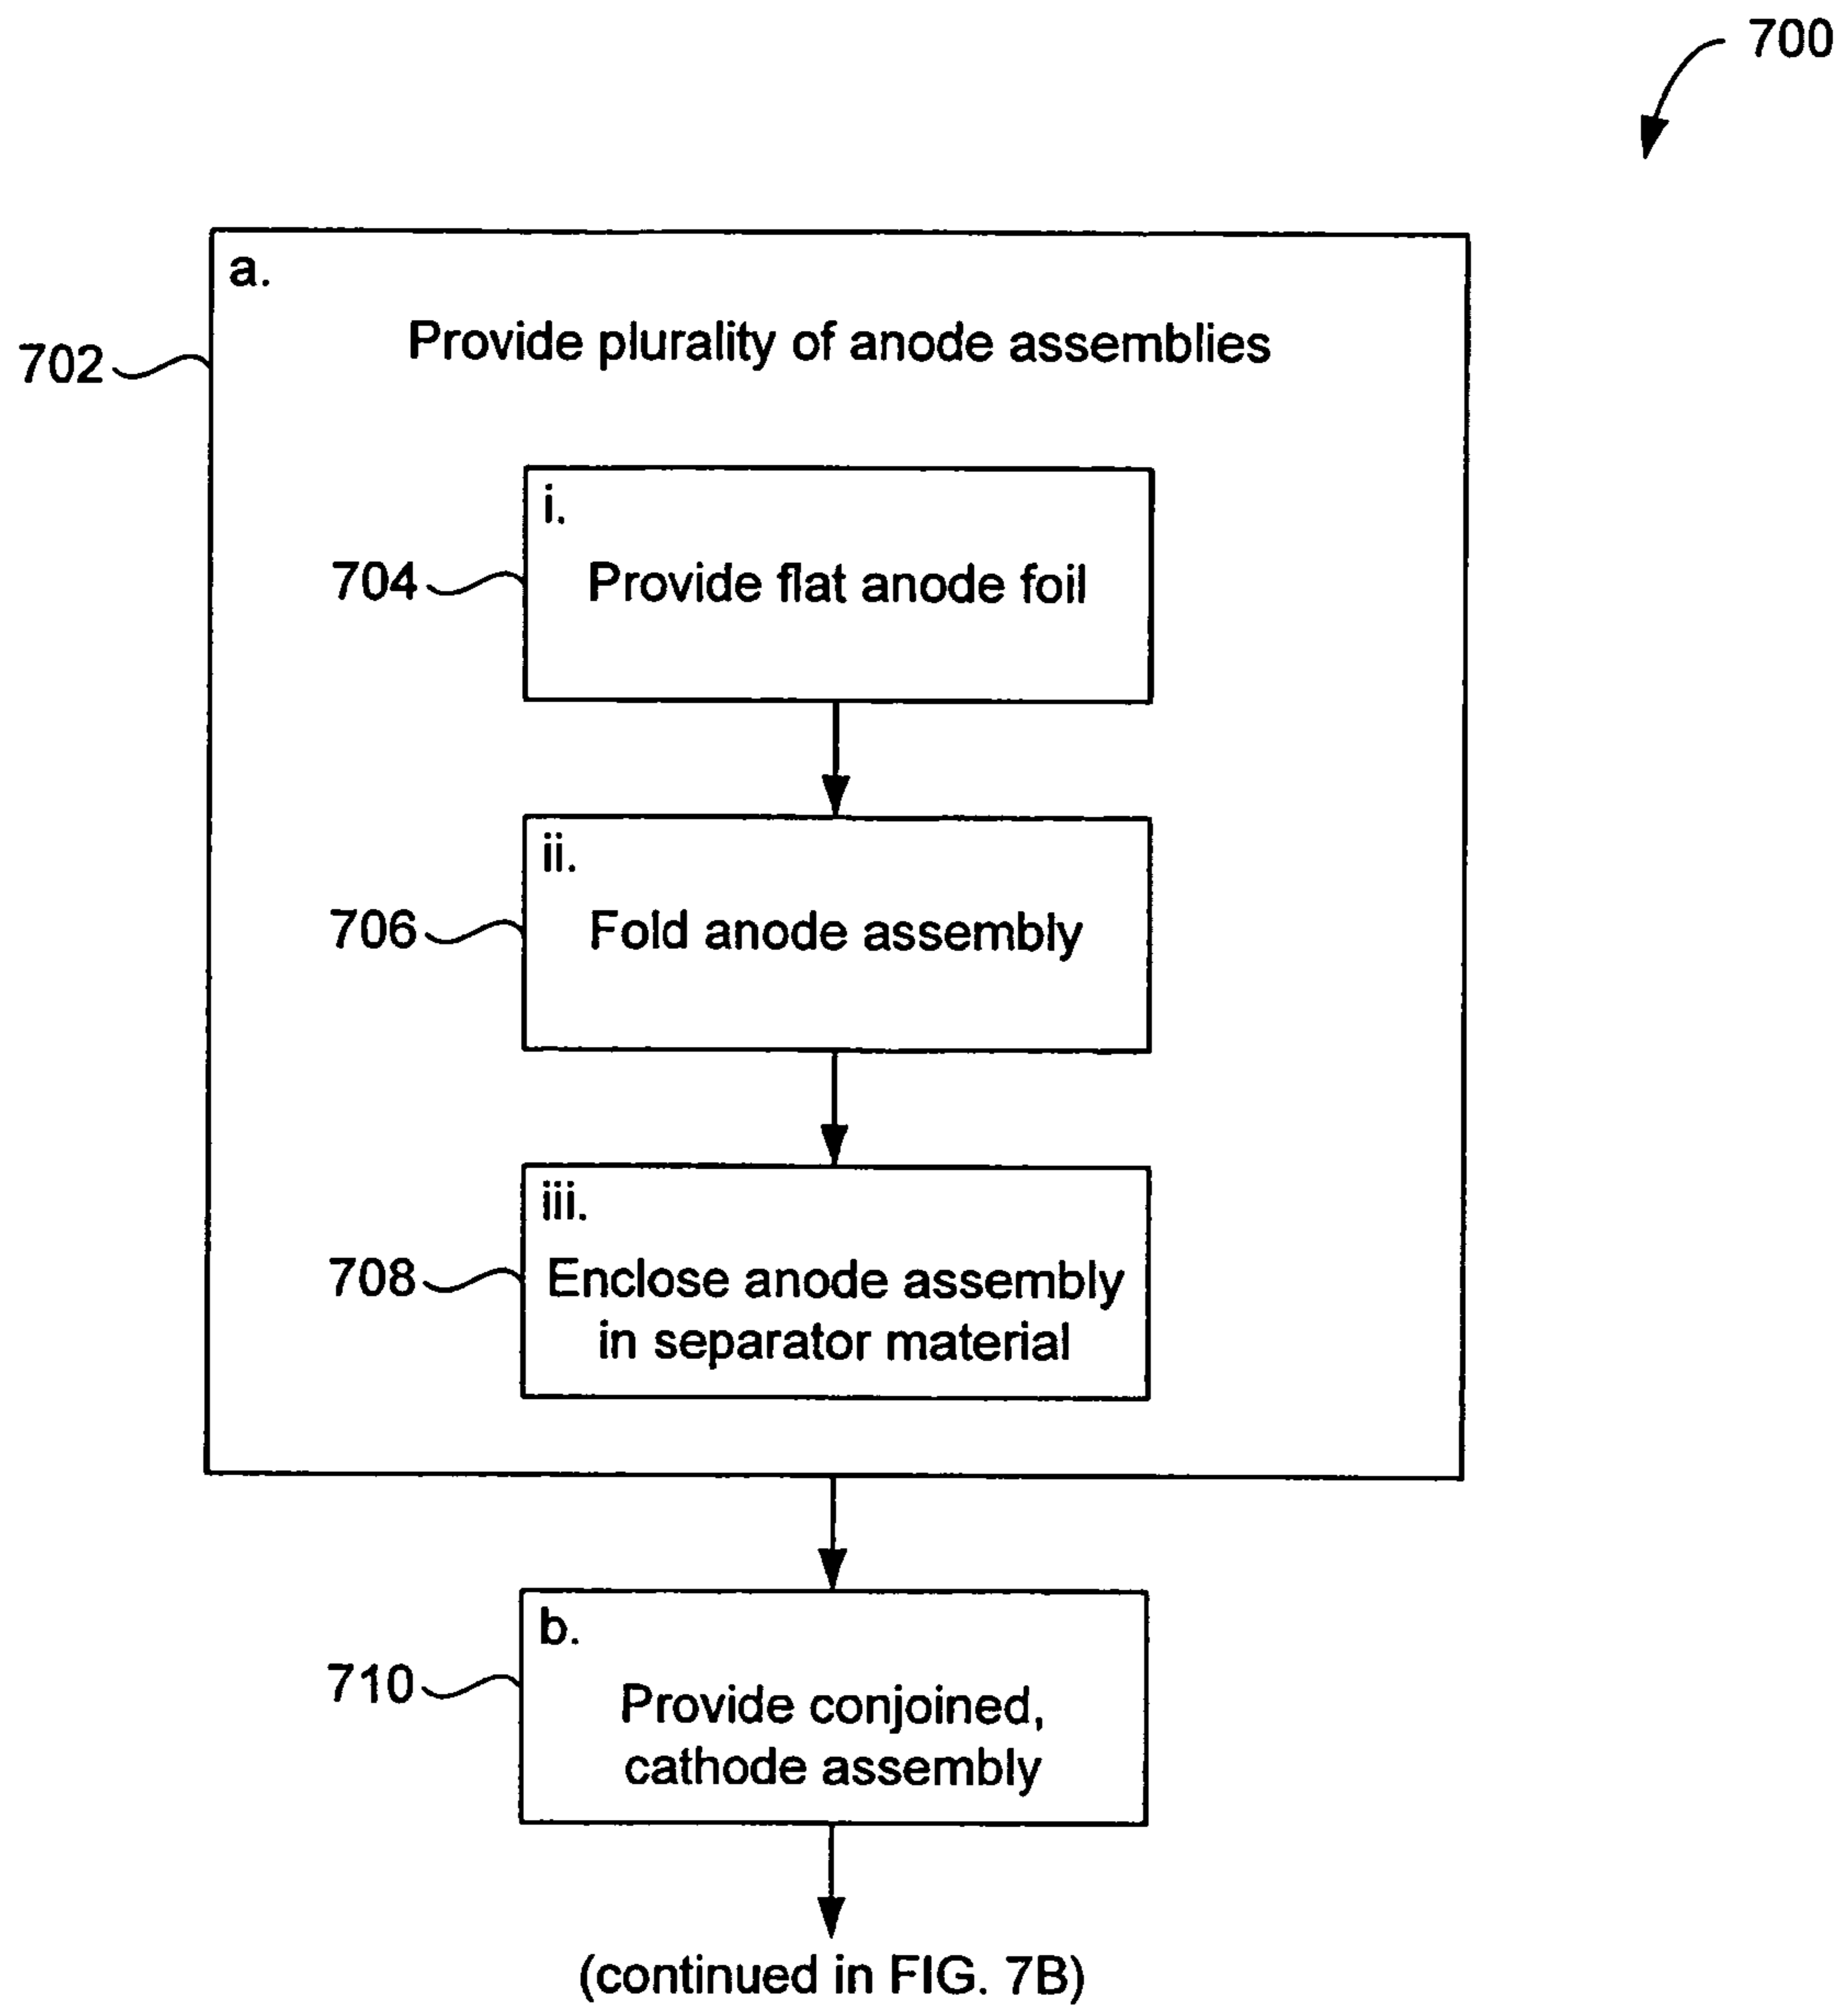 700
a.
Provide plurality of anode assemblies
702
i.
704
Provide flat anode foil
ii.
706
Fold anode assembly
iii.
708
Enclose anode assembly
in separator material
b.
710
Provide conjoined,
cathode assembly
(continued in FIG. 7B)